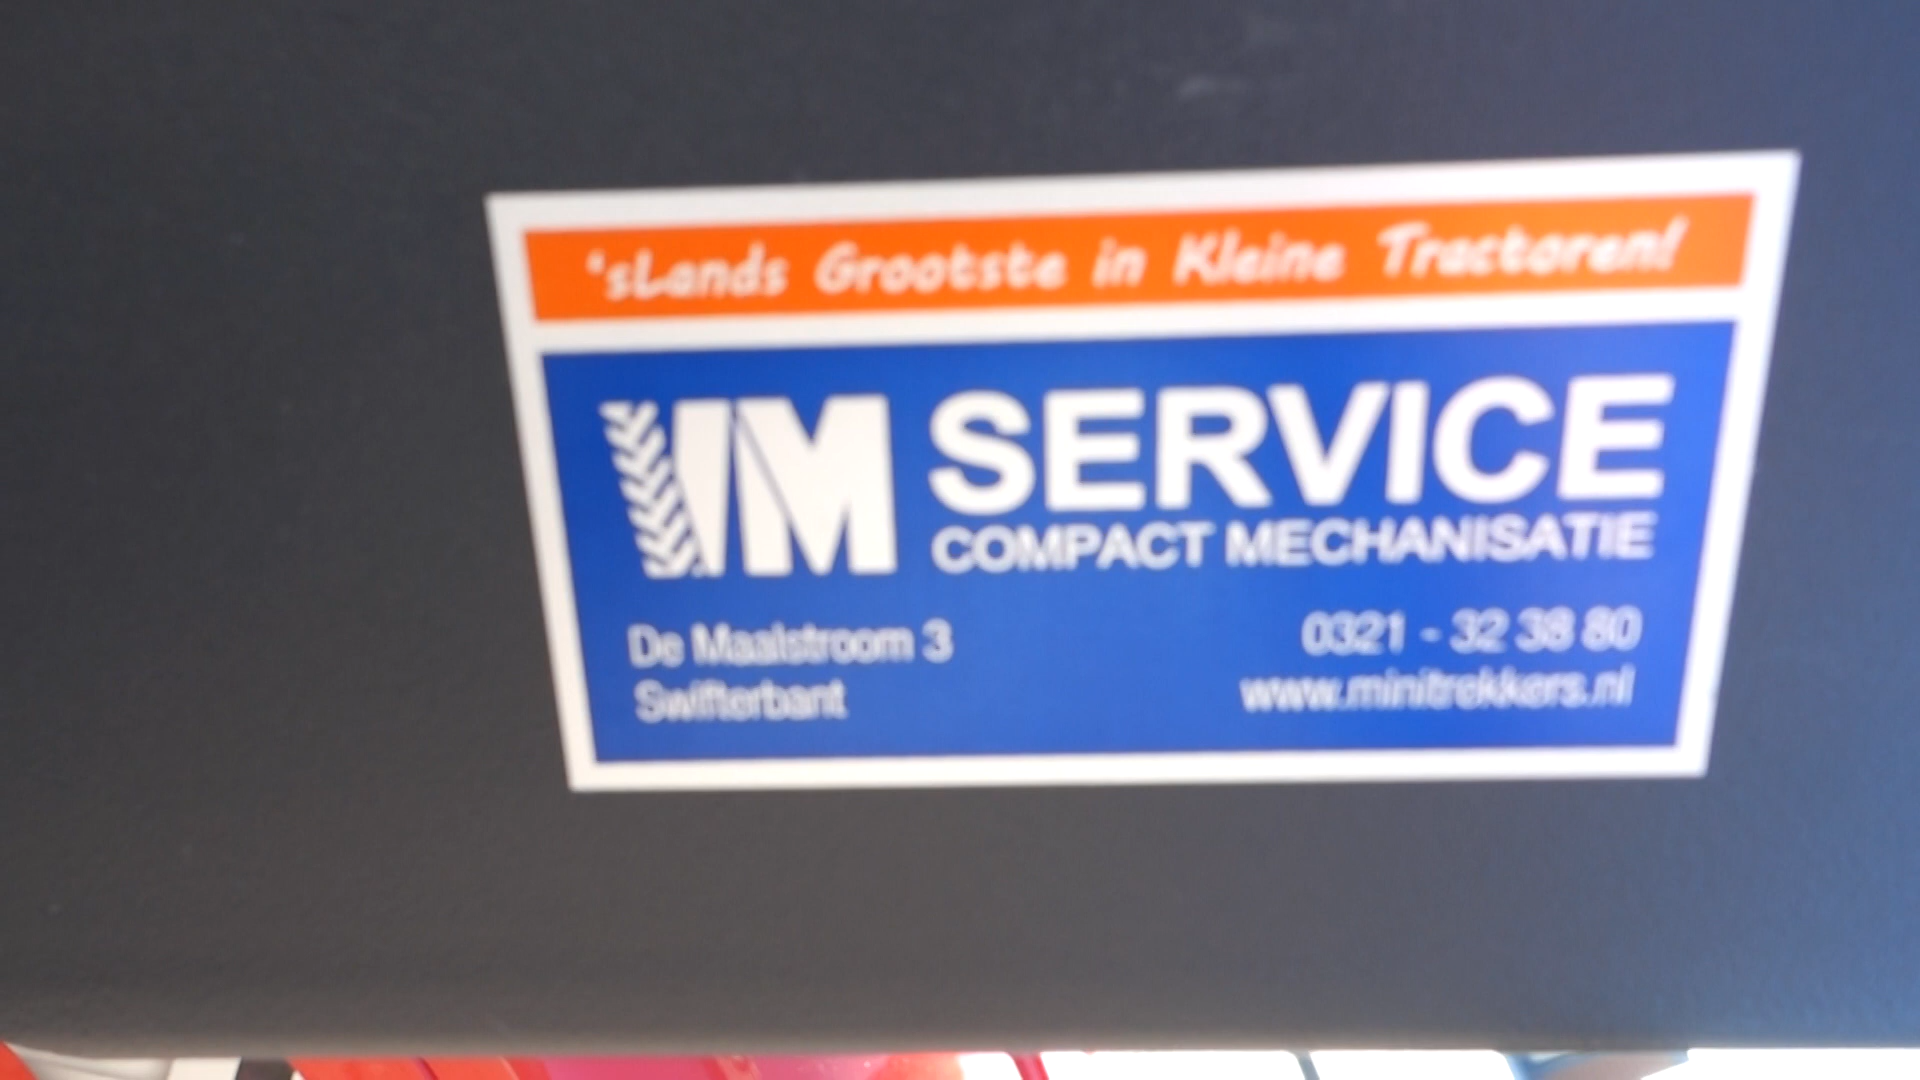 'sLands Grootste in Kleine Tractoren!
IM SERVICE
COMPACT MECHANISATIE
De Maalstroom 3
Swifterbant
0321 - 32 38 80
www.minitrekkers.nl